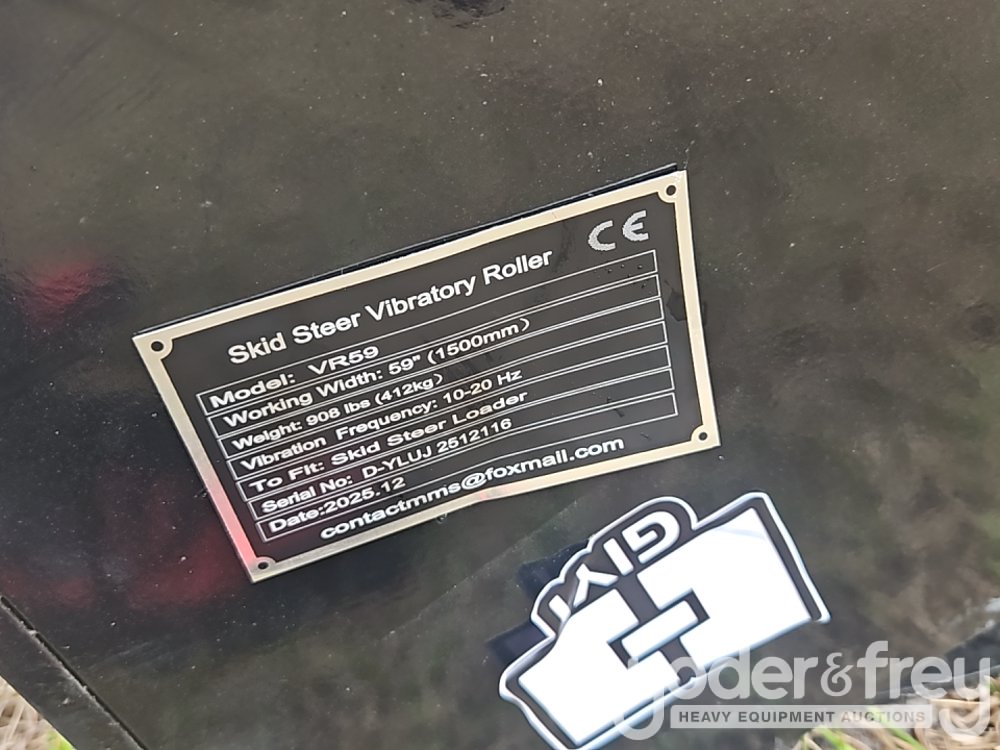 CE
Skid Steer Vibratory Roller
Model: VR59
Working Width: 59" (1500mm)
Weight: 908 lbs (412kg)
Vibration Frequency: 10-20 Hz
To Fit: Skid Steer Loader
Serial No: D-YLUJ 2512116
Date:2025.12
contactmms@foxmail.com
GIYI
yoder&frey
HEAVY EQUIPMENT AUCTIONS